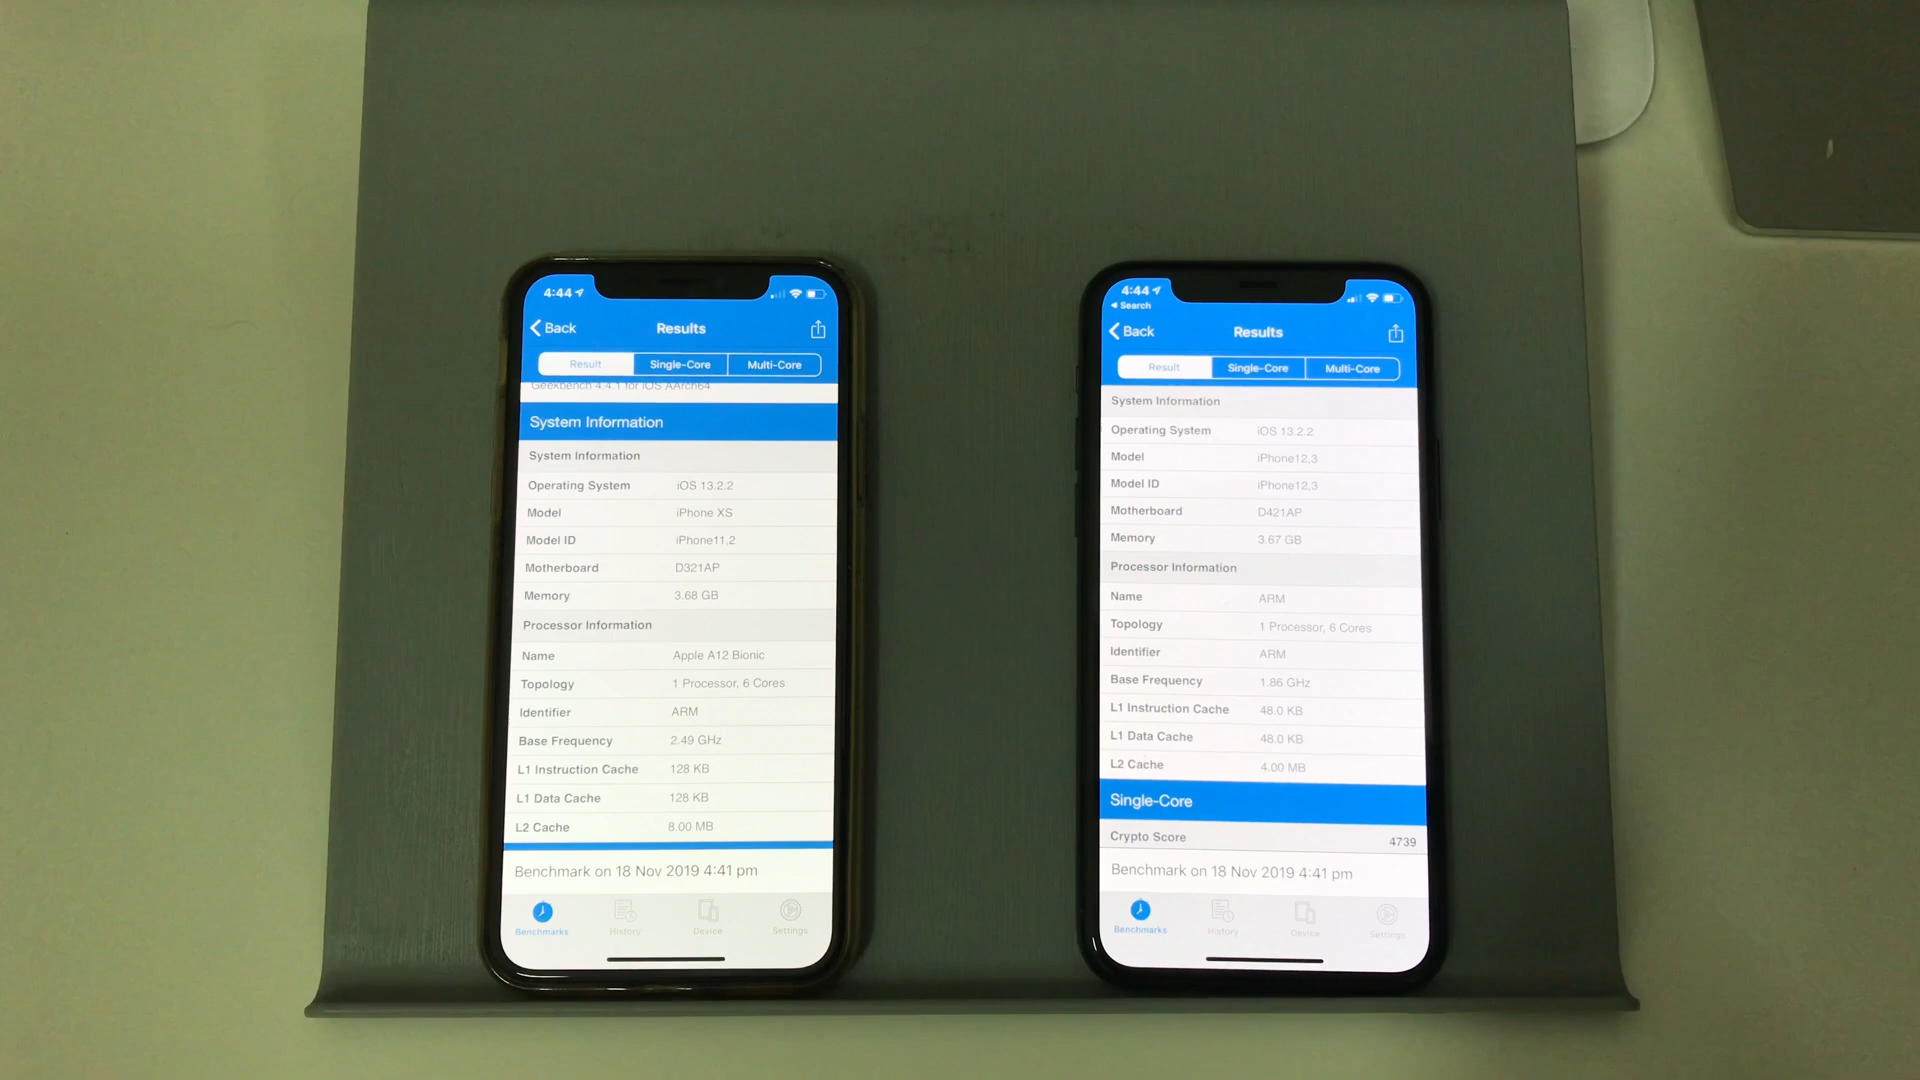 4:44
Back
Results
Result
Single-Core
Multi-Core
Geekbench 4.4.1 for iOS AArch64
System Information
System Information
Operating System iOS 13.2.2
Model iPhone XS
Model ID iPhone11,2
Motherboard D321AP
Memory 3.68 GB
Processor Information
Name Apple A12 Bionic
Topology 1 Processor, 6 Cores
Identifier ARM
Base Frequency 2.49 GHz
L1 Instruction Cache 128 KB
L1 Data Cache 128 KB
L2 Cache 8.00 MB
Benchmark on 18 Nov 2019 4:41 pm
Benchmarks
History
Device
Settings
4:44
Search
Back
Results
Result
Single-Core
Multi-Core
System Information
Operating System iOS 13.2.2
Model iPhone12,3
Model ID iPhone12,3
Motherboard D421AP
Memory 3.67 GB
Processor Information
Name ARM
Topology 1 Processor, 6 Cores
Identifier ARM
Base Frequency 1.86 GHz
L1 Instruction Cache 48.0 KB
L1 Data Cache 48.0 KB
L2 Cache 4.00 MB
Single-Core
Crypto Score 4739
Benchmark on 18 Nov 2019 4:41 pm
Benchmarks
History
Device
Settings